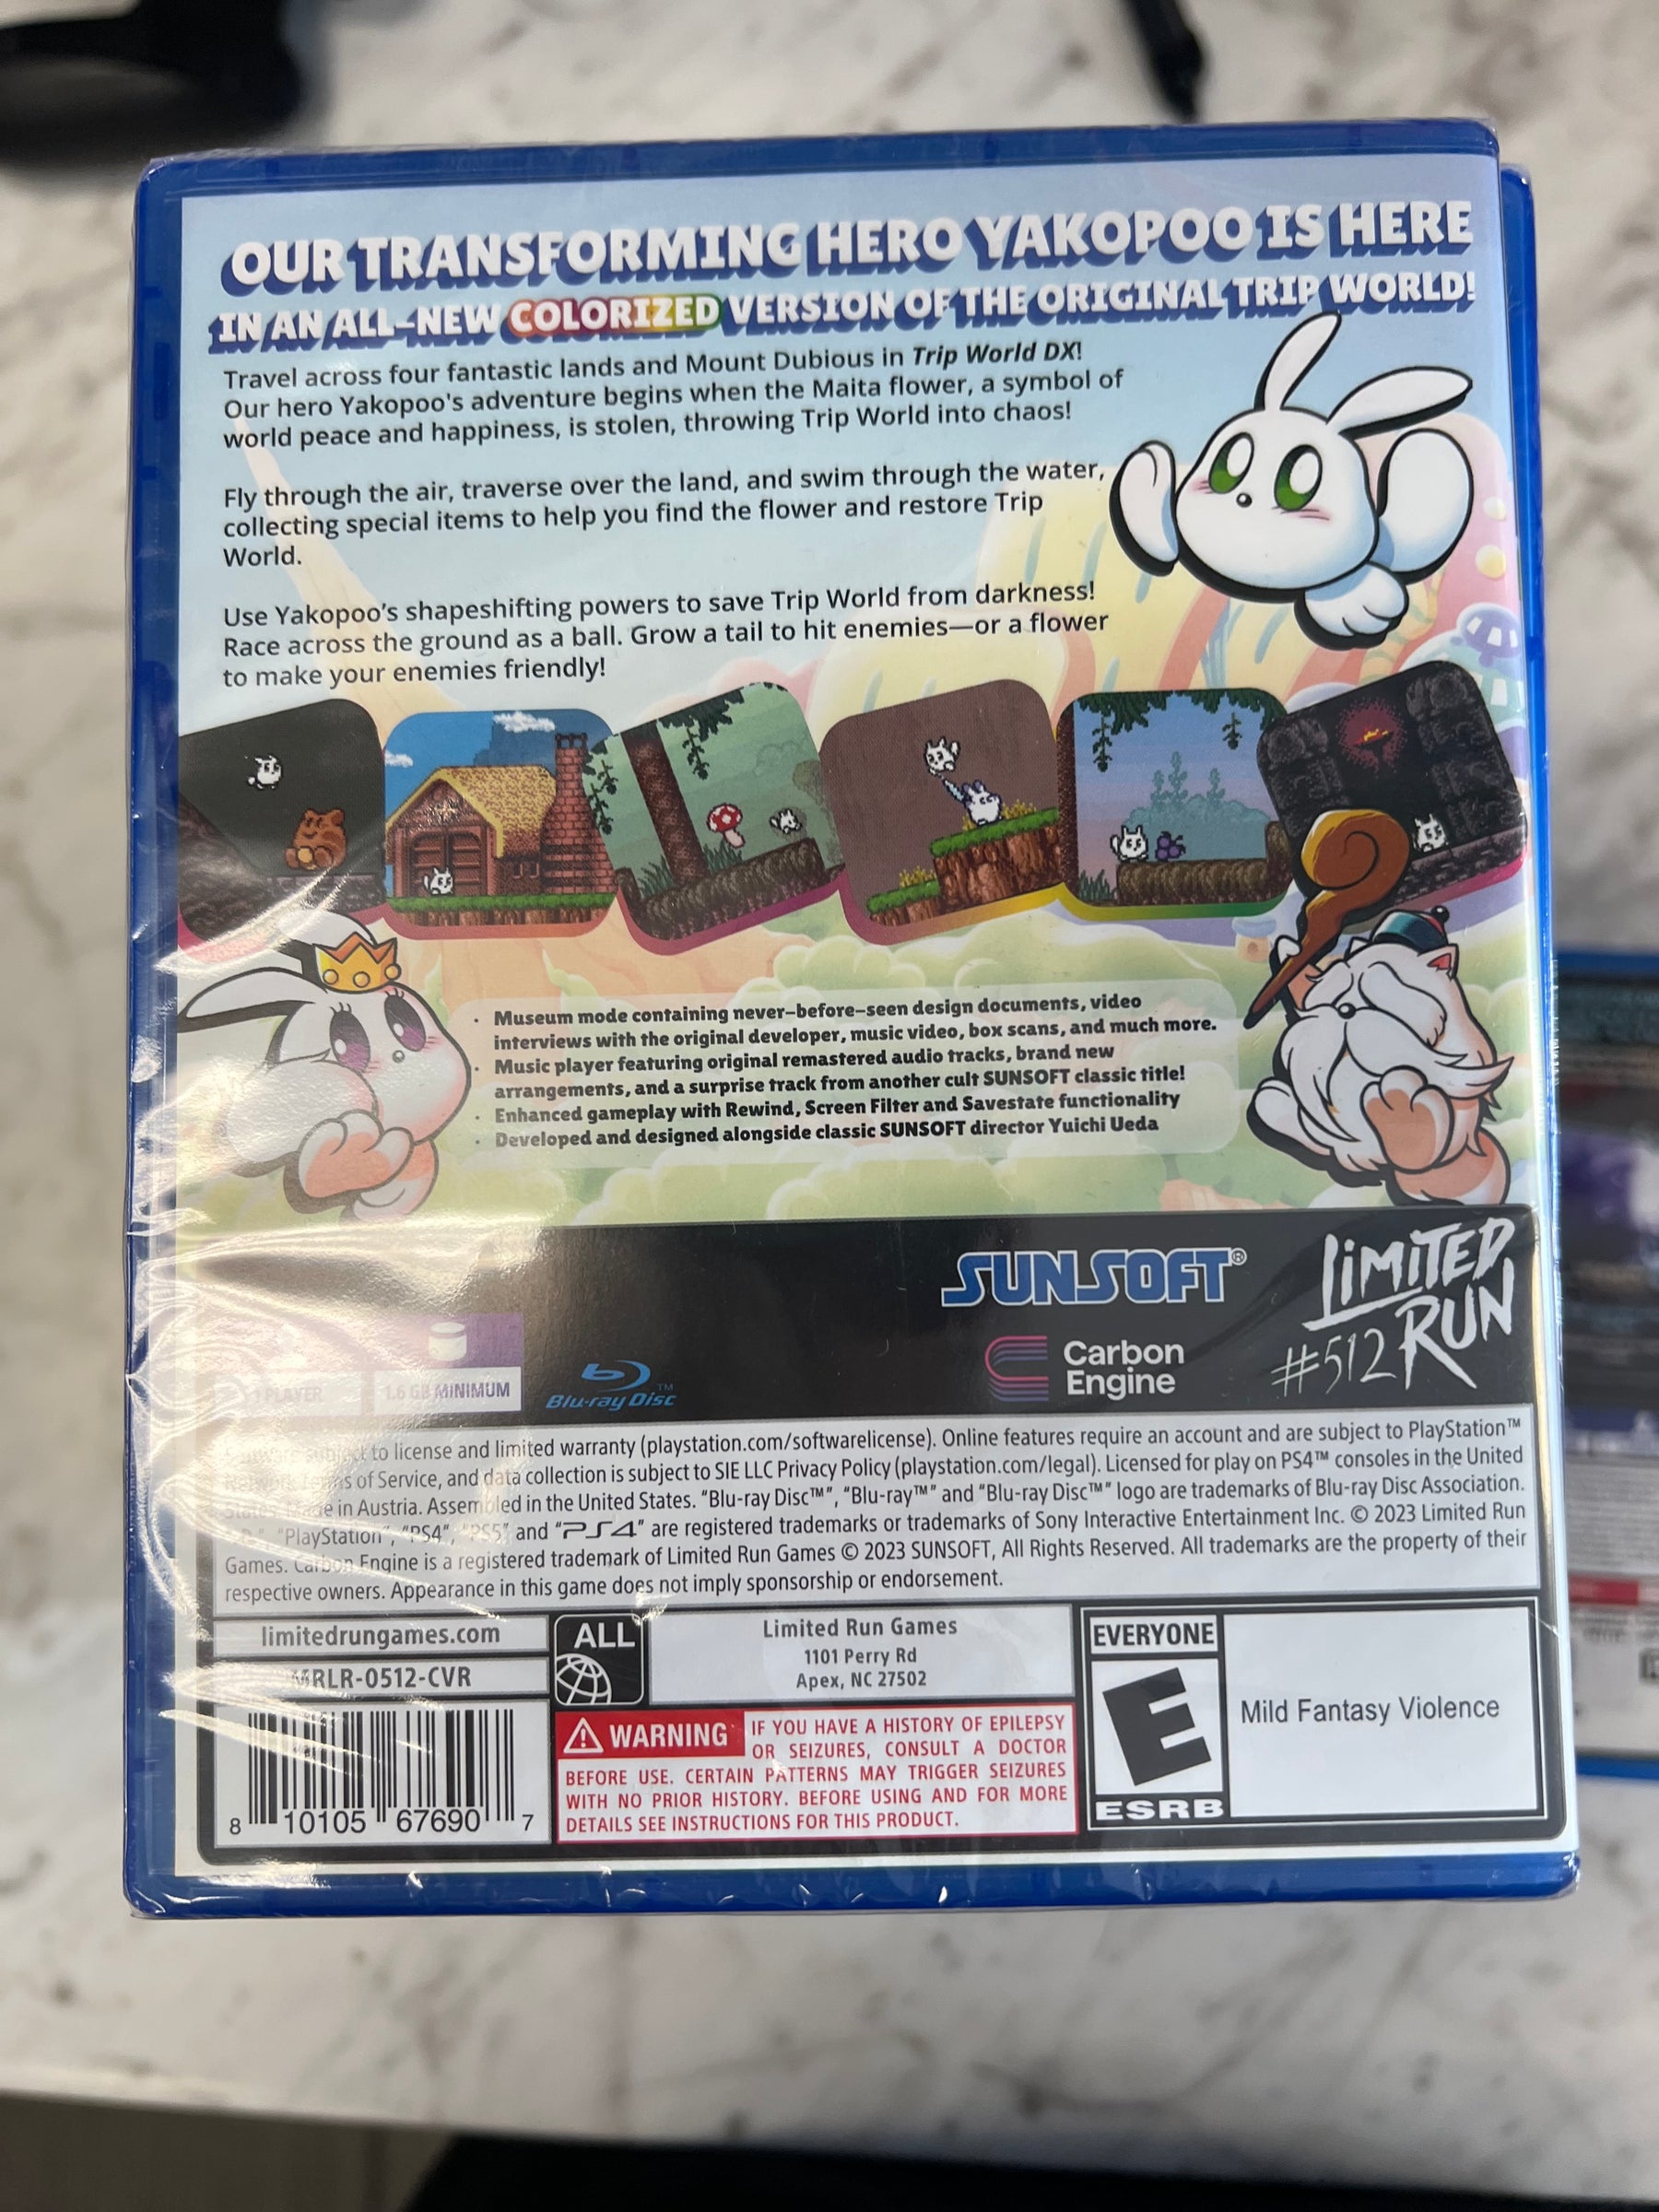 OUR TRANSFORMING HERO YAKOPOO IS HERE
IN AN ALL-NEW COLORIZED VERSION OF THE ORIGINAL TRIP WORLD!
Travel across four fantastic lands and Mount Dubious in Trip World DX!
Our hero Yakopoo's adventure begins when the Maita flower, a symbol of
world peace and happiness, is stolen, throwing Trip World into chaos!
Fly through the air, traverse over the land, and swim through the water,
collecting special items to help you find the flower and restore Trip
World.
Use Yakopoo’s shapeshifting powers to save Trip World from darkness!
Race across the ground as a ball. Grow a tail to hit enemies—or a flower
to make your enemies friendly!
· Museum mode containing never-before-seen design documents, video
interviews with the original developer, music video, box scans, and much more.
· Music player featuring original remastered audio tracks, brand new
arrangements, and a surprise track from another cult SUNSOFT classic title!
· Enhanced gameplay with Rewind, Screen Filter and Savestate functionality
· Developed and designed alongside classic SUNSOFT director Yuichi Ueda
SUNSOFT®
LIMITED
RUN
#512
Carbon
Engine
1 PLAYER
1.6 GB MINIMUM
Blu-ray Disc™
subject to license and limited warranty (playstation.com/softwarelicense). Online features require an account and are subject to PlayStation™
Network Terms of Service, and data collection is subject to SIE LLC Privacy Policy (playstation.com/legal). Licensed for play on PS4™ consoles in the United
States. Made in Austria. Assembled in the United States. “Blu-ray Disc™”, “Blu-ray™” and “Blu-ray Disc™” logo are trademarks of Blu-ray Disc Association.
“PlayStation”, “PS4”, “PS5” and “PS4” are registered trademarks or trademarks of Sony Interactive Entertainment Inc. © 2023 Limited Run
Games. Carbon Engine is a registered trademark of Limited Run Games © 2023 SUNSOFT, All Rights Reserved. All trademarks are the property of their
respective owners. Appearance in this game does not imply sponsorship or endorsement.
limitedrungames.com
RLR-0512-CVR
8 10105 67690 7
ALL
Limited Run Games
1101 Perry Rd
Apex, NC 27502
WARNING IF YOU HAVE A HISTORY OF EPILEPSY
OR SEIZURES, CONSULT A DOCTOR
BEFORE USE. CERTAIN PATTERNS MAY TRIGGER SEIZURES
WITH NO PRIOR HISTORY. BEFORE USING AND FOR MORE
DETAILS SEE INSTRUCTIONS FOR THIS PRODUCT.
EVERYONE
E
ESRB
Mild Fantasy Violence